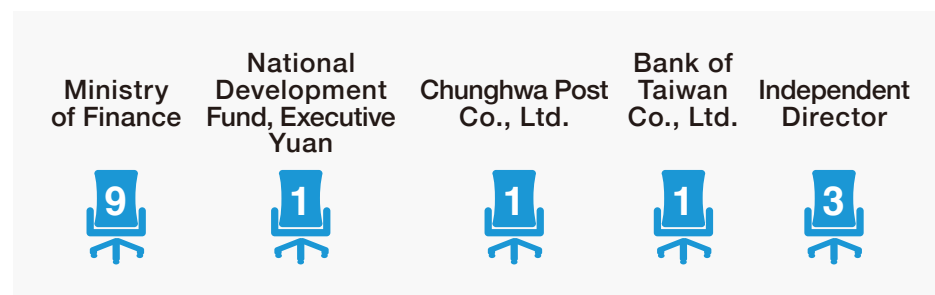 Ministry
of Finance
National
Development
Fund, Executive
Yuan
Chunghwa Post
Co., Ltd.
Bank of
Taiwan
Co., Ltd.
Independent
Director
9
1
1
1
3